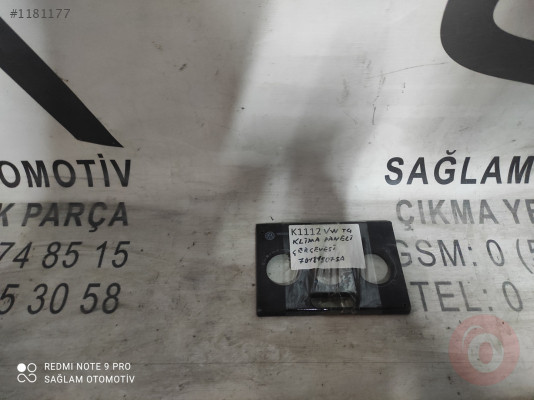 #1181177
OTOMOTİV
K PARÇA
74 85 15
5 30 58
SAĞLAM
ÇIKMA YE
GSM: 0 (5
TEL: 0
K1112 VW T6
KLİMA PANELİ
ÇERÇEVESİ
REDMI NOTE 9 PRO
SAĞLAM OTOMOTİV